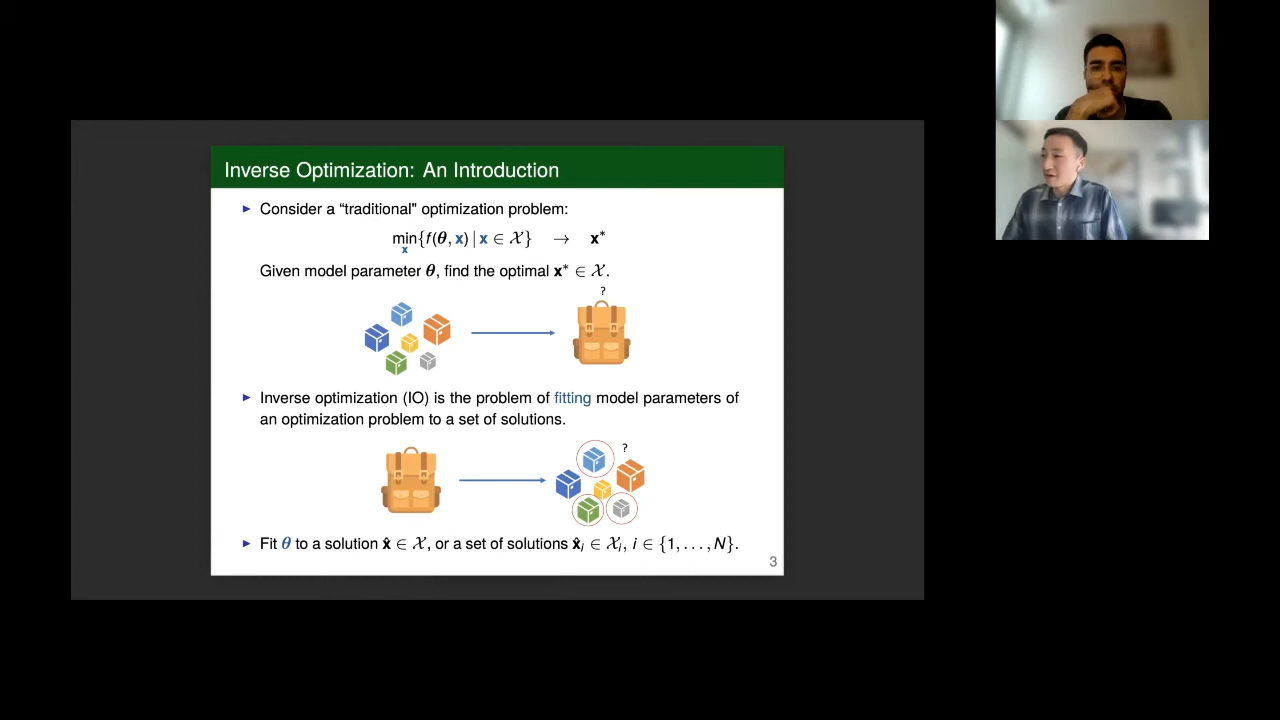 Inverse Optimization: An Introduction
► Consider a “traditional" optimization problem:
min{f(θ, x) | x ∈ 𝒳} → x*
x
Given model parameter θ, find the optimal x* ∈ 𝒳.
?
► Inverse optimization (IO) is the problem of fitting model parameters of
an optimization problem to a set of solutions.
?
► Fit θ to a solution x̂ ∈ 𝒳, or a set of solutions x̂ᵢ ∈ 𝒳ᵢ, i ∈ {1, . . . , N}.
3